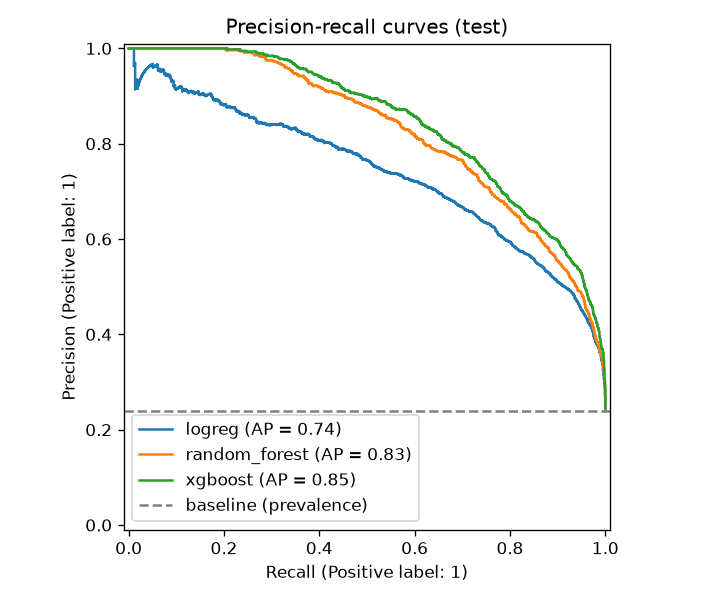 Precision-recall curves (test)
Precision (Positive label: 1)
1.0
0.8
0.6
0.4
0.2
0.0
logreg (AP = 0.74)
random_forest (AP = 0.83)
xgboost (AP = 0.85)
baseline (prevalence)
0.0 0.2 0.4 0.6 0.8 1.0
Recall (Positive label: 1)